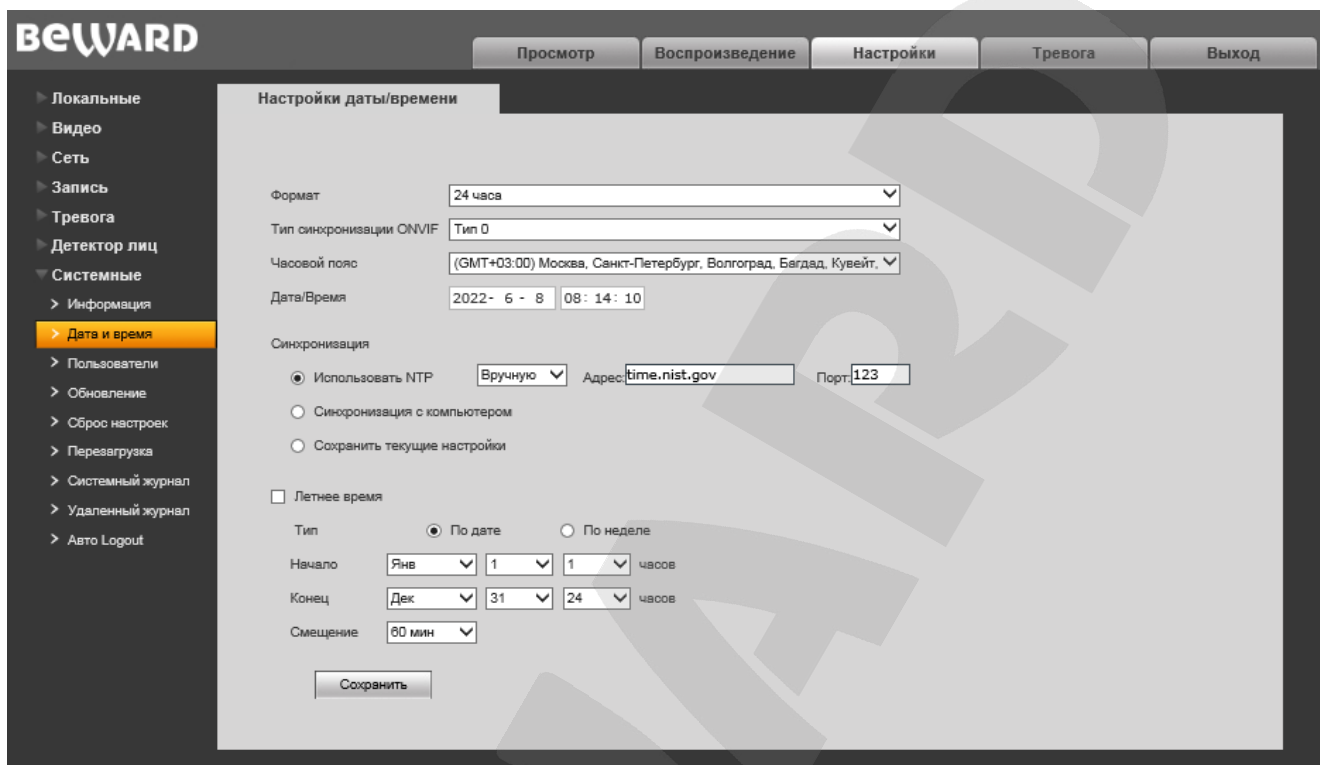 BEWARD
Просмотр Воспроизведение Настройки Тревога Выход
Локальные
Видео
Сеть
Запись
Тревога
Детектор лиц
Системные
Информация
Дата и время
Пользователи
Обновление
Сброс настроек
Перезагрузка
Системный журнал
Удаленный журнал
Авто Logout
Настройки даты/времени
Формат 24 часа
Тип синхронизации ONVIF Тип 0
Часовой пояс (GMT+03:00) Москва, Санкт-Петербург, Волгоград, Багдад, Кувейт,
Дата/Время 2022- 6 - 8 08: 14: 10
Синхронизация
Использовать NTP Вручную Адрес: time.nist.gov Порт: 123
Синхронизация с компьютером
Сохранить текущие настройки
Летнее время
Тип По дате По неделе
Начало Янв 1 1 часов
Конец Дек 31 24 часов
Смещение 60 мин
Сохранить